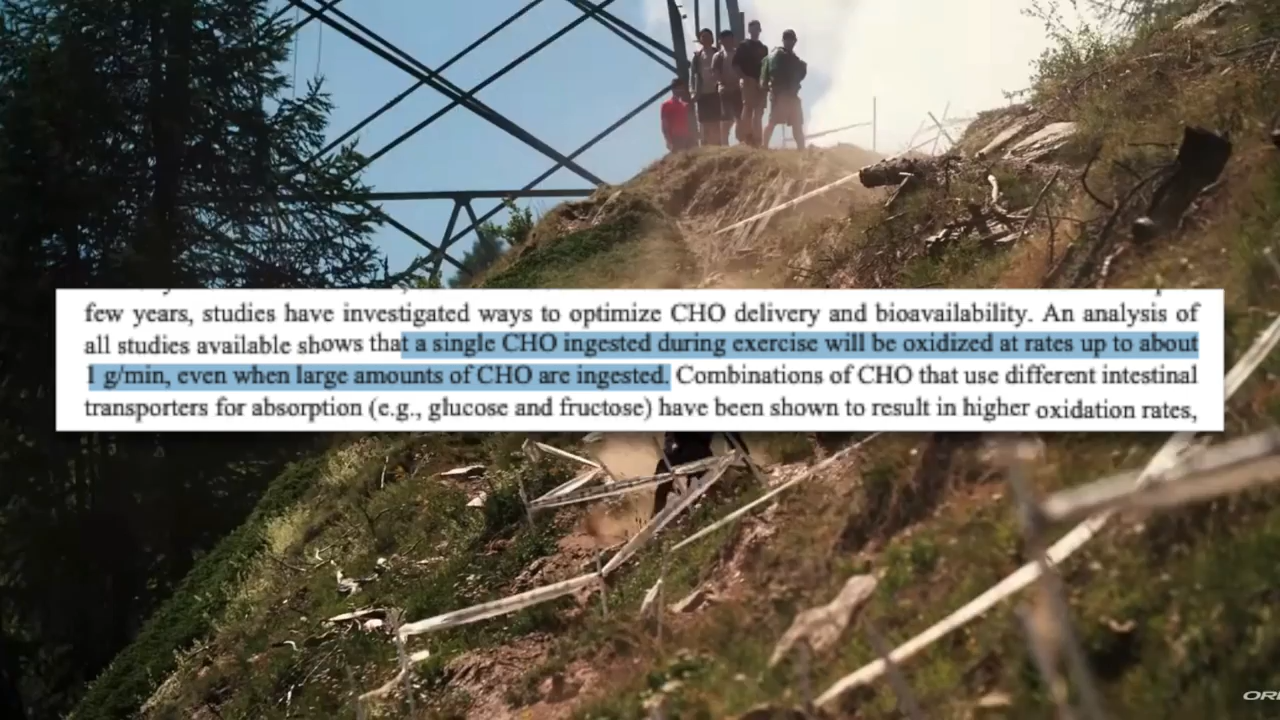 few years, studies have investigated ways to optimize CHO delivery and bioavailability. An analysis of
all studies available shows that a single CHO ingested during exercise will be oxidized at rates up to about
1 g/min, even when large amounts of CHO are ingested. Combinations of CHO that use different intestinal
transporters for absorption (e.g., glucose and fructose) have been shown to result in higher oxidation rates,